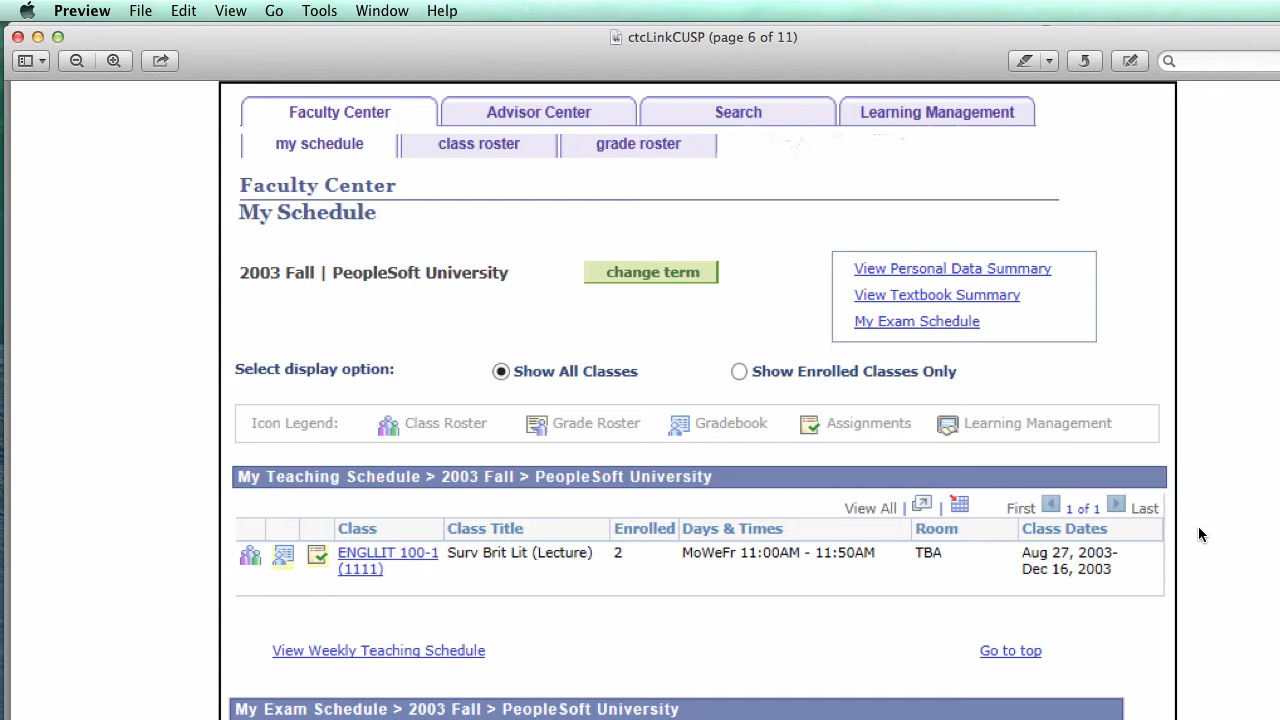 Preview File Edit View Go Tools Window Help
ctcLinkCUSP (page 6 of 11)
Faculty Center Advisor Center Search Learning Management
my schedule class roster grade roster
Faculty Center
My Schedule
2003 Fall | PeopleSoft University change term
View Personal Data Summary
View Textbook Summary
My Exam Schedule
Select display option: Show All Classes Show Enrolled Classes Only
Icon Legend: Class Roster Grade Roster Gradebook Assignments Learning Management
My Teaching Schedule > 2003 Fall > PeopleSoft University
View All | | First 1 of 1 Last
Class Class Title Enrolled Days & Times Room Class Dates
ENGLLIT 100-1 Surv Brit Lit (Lecture) 2 MoWeFr 11:00AM - 11:50AM TBA Aug 27, 2003-
(1111) Dec 16, 2003
View Weekly Teaching Schedule Go to top
My Exam Schedule > 2003 Fall > PeopleSoft University